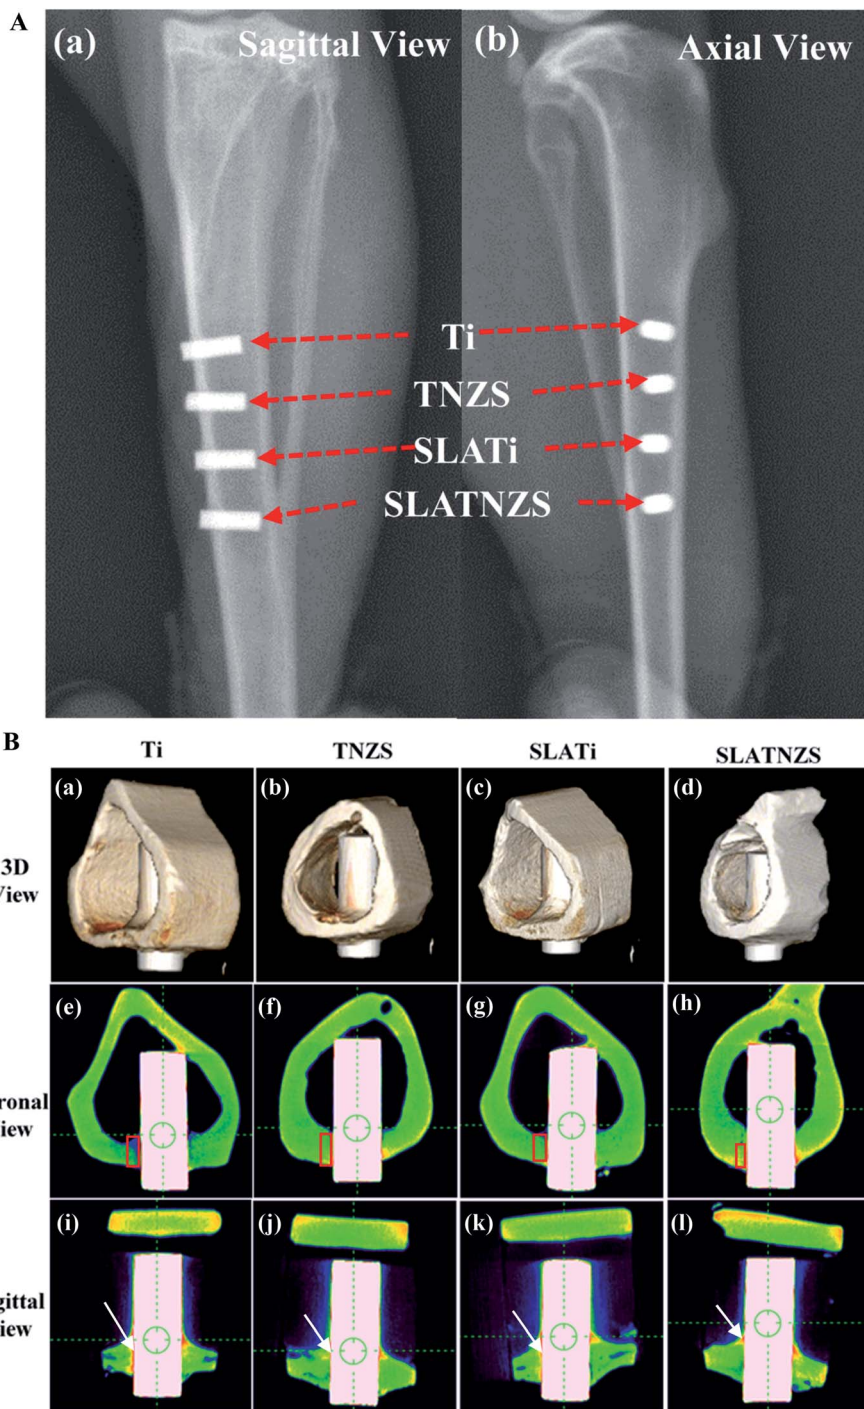 A
(a) Sagittal View
(b) Axial View
Ti
TNZS
SLATi
SLATNZS
B
Ti TNZS SLATi SLATNZS
(a) (b) (c) (d)
3D
View
(e) (f) (g) (h)
ronal
iew
(i) (j) (k) (l)
gittal
iew